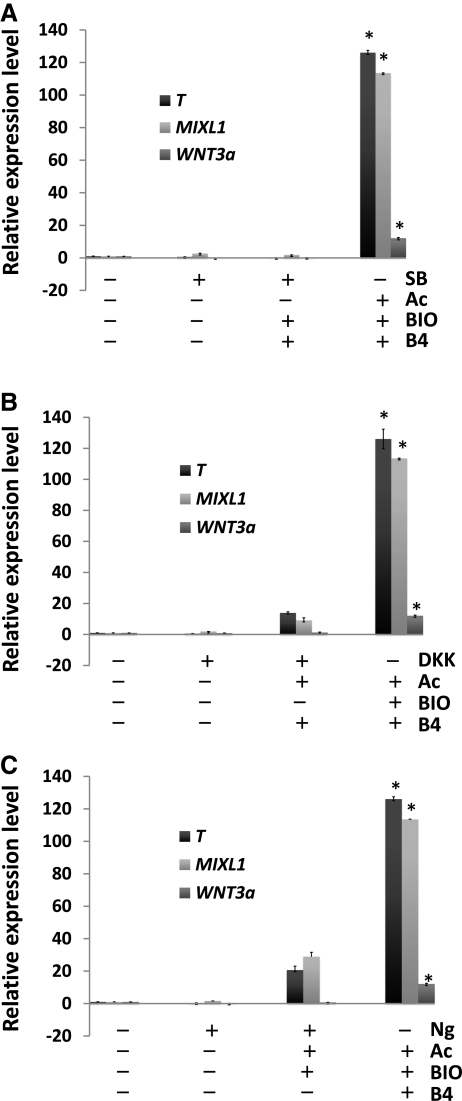 A
Relative expression level
140
120
100
80
60
40
20
0
-20
T
MIXL1
WNT3a
* * *
− + + − SB
− − − + Ac
− − + + BIO
− − + + B4
B
Relative expression level
140
120
100
80
60
40
20
0
-20
T
MIXL1
WNT3a
* * *
− + + − DKK
− − + + Ac
− − − + BIO
− − + + B4
C
Relative expression level
140
120
100
80
60
40
20
0
-20
T
MIXL1
WNT3a
* * *
− + + − Ng
− − + + Ac
− − + + BIO
− − − + B4